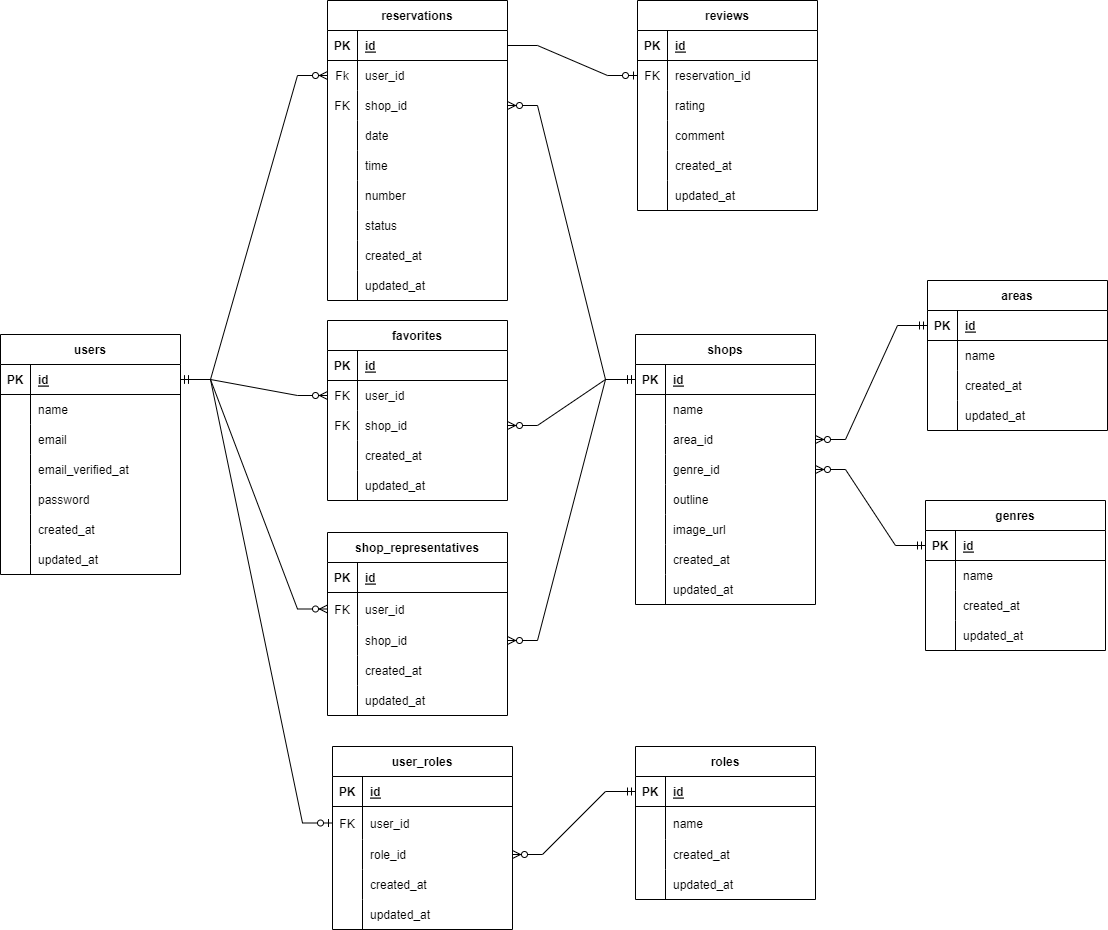 reservations
PK id
Fk user_id
FK shop_id
date
time
number
status
created_at
updated_at
reviews
PK id
FK reservation_id
rating
comment
created_at
updated_at
users
PK id
name
email
email_verified_at
password
created_at
updated_at
favorites
PK id
FK user_id
FK shop_id
created_at
updated_at
shops
PK id
name
area_id
genre_id
outline
image_url
created_at
updated_at
areas
PK id
name
created_at
updated_at
genres
PK id
name
created_at
updated_at
shop_representatives
PK id
FK user_id
shop_id
created_at
updated_at
user_roles
PK id
FK user_id
role_id
created_at
updated_at
roles
PK id
name
created_at
updated_at